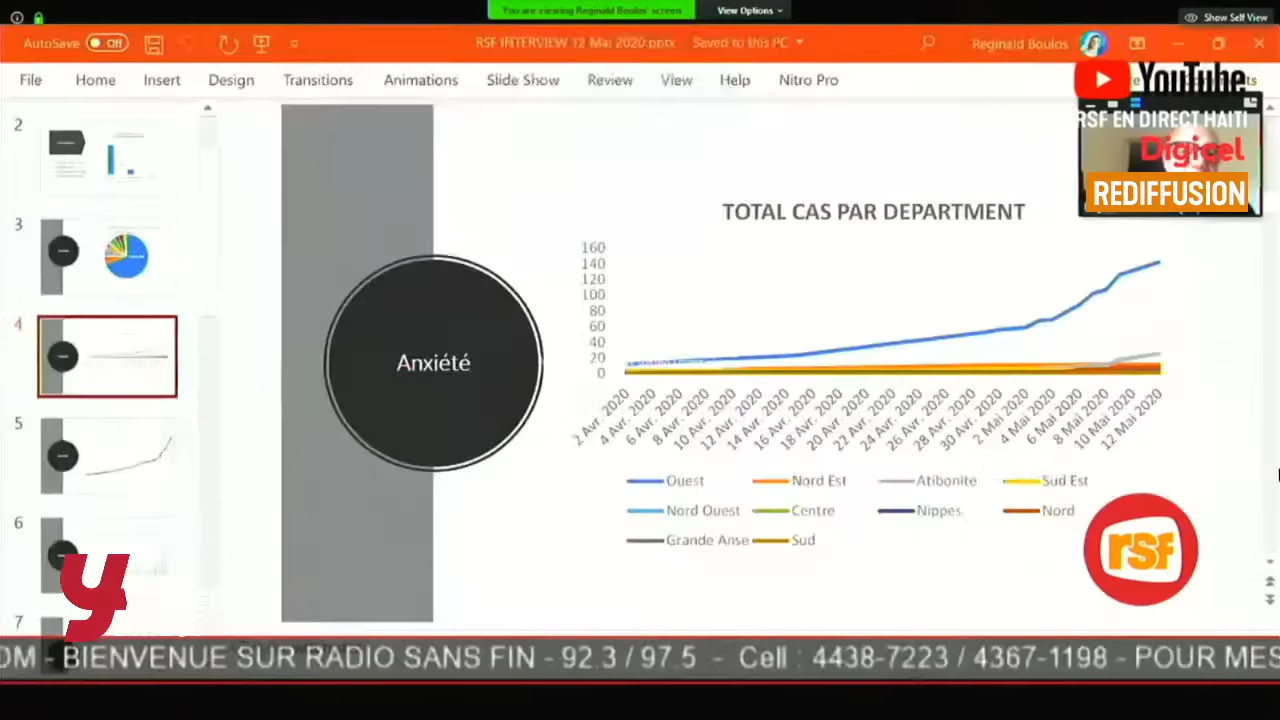 You are viewing Reginald Boulos' screen
View Options
Show Self View
AutoSave Off
RSF INTERVIEW 12 Mai 2020.pptx
Saved to this PC
Reginald Boulos
File Home Insert Design Transitions Animations Slide Show Review View Help Nitro Pro
YouTube
RSF EN DIRECT HAITI
Digicel
REDIFFUSION
2
3
4
5
6
7
Anxiété
TOTAL CAS PAR DEPARTMENT
160
140
120
100
80
60
40
20
0
2 Avr. 2020
4 Avr. 2020
6 Avr. 2020
8 Avr. 2020
10 Avr. 2020
12 Avr. 2020
14 Avr. 2020
16 Avr. 2020
18 Avr. 2020
20 Avr. 2020
22 Avr. 2020
24 Avr. 2020
26 Avr. 2020
28 Avr. 2020
30 Avr. 2020
2 Mai 2020
4 Mai 2020
6 Mai 2020
8 Mai 2020
10 Mai 2020
12 Mai 2020
Ouest Nord Est Atibonite Sud Est
Nord Ouest Centre Nippes Nord
Grande Anse Sud
rsf
y
DM - BIENVENUE SUR RADIO SANS FIN - 92.3 / 97.5 - Cell : 4438-7223 / 4367-1198 - POUR MES